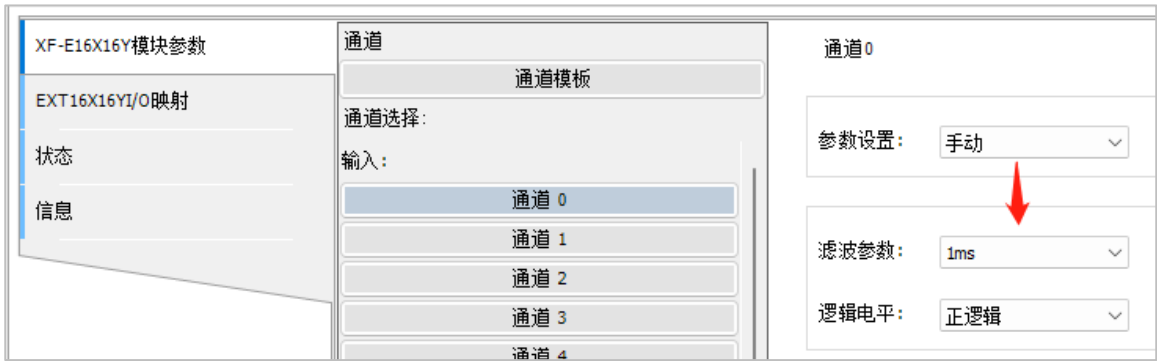 XF-E16X16Y模块参数
EXT16X16YI/O映射
状态
信息
通道
通道模板
通道选择:
输入:
通道 0
通道 1
通道 2
通道 3
通道 4
通道0
参数设置: 手动
滤波参数: 1ms
逻辑电平: 正逻辑